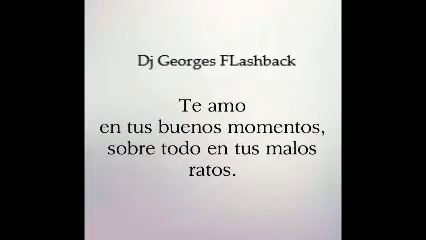 Dj Georges FLashback
Te amo
en tus buenos momentos,
sobre todo en tus malos
ratos.